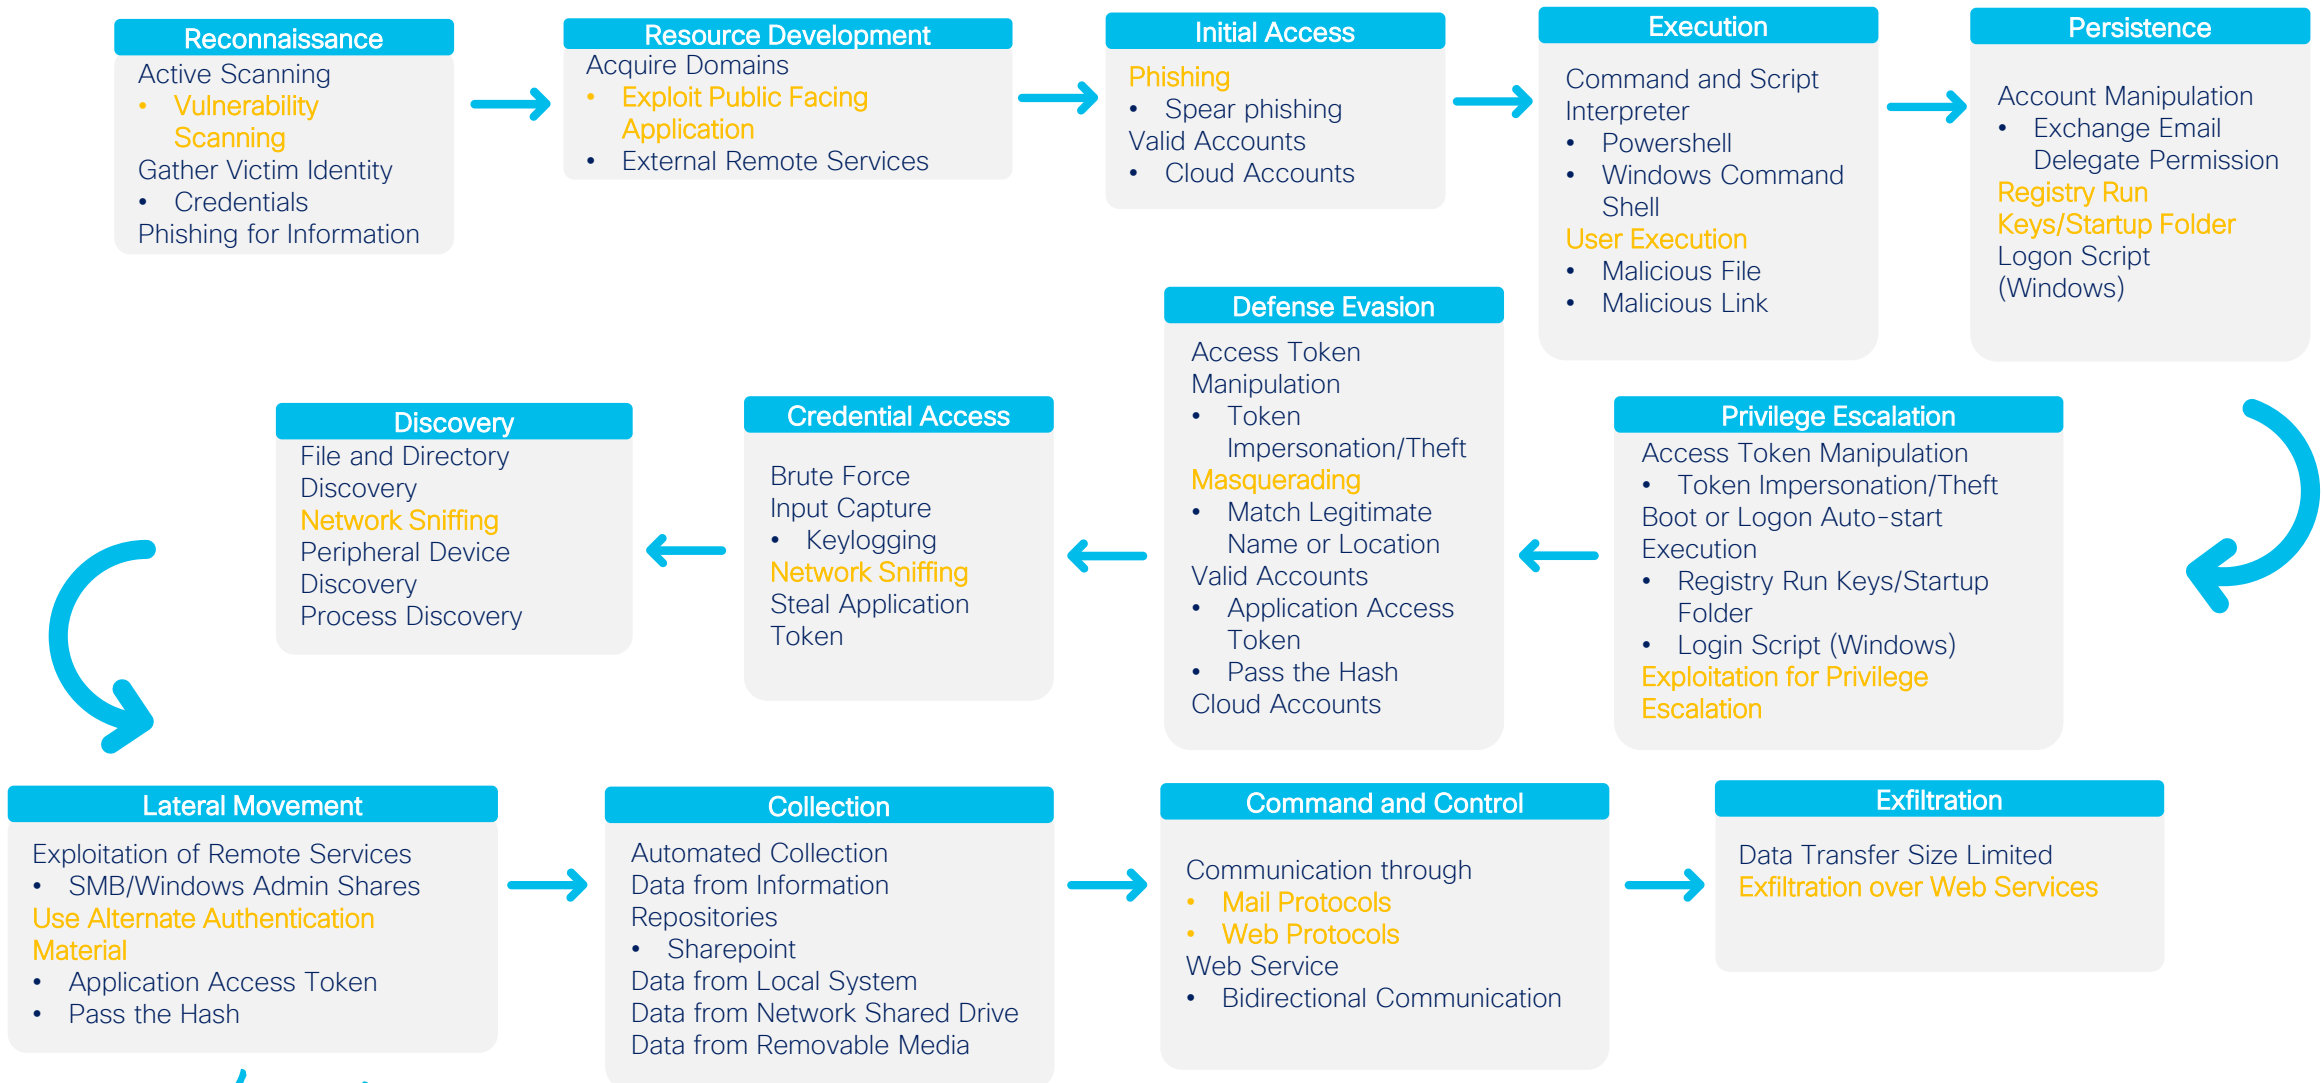 Reconnaissance
Active Scanning
• Vulnerability
Scanning
Gather Victim Identity
• Credentials
Phishing for Information
Resource Development
Acquire Domains
• Exploit Public Facing
Application
• External Remote Services
Initial Access
Phishing
• Spear phishing
Valid Accounts
• Cloud Accounts
Execution
Command and Script
Interpreter
• Powershell
• Windows Command
Shell
User Execution
• Malicious File
• Malicious Link
Persistence
Account Manipulation
• Exchange Email
Delegate Permission
Registry Run
Keys/Startup Folder
Logon Script
(Windows)
Privilege Escalation
Access Token Manipulation
• Token Impersonation/Theft
Boot or Logon Auto-start
Execution
• Registry Run Keys/Startup
Folder
• Login Script (Windows)
Exploitation for Privilege
Escalation
Defense Evasion
Access Token
Manipulation
• Token
Impersonation/Theft
Masquerading
• Match Legitimate
Name or Location
Valid Accounts
• Application Access
Token
• Pass the Hash
Cloud Accounts
Credential Access
Brute Force
Input Capture
• Keylogging
Network Sniffing
Steal Application
Token
Discovery
File and Directory
Discovery
Network Sniffing
Peripheral Device
Discovery
Process Discovery
Lateral Movement
Exploitation of Remote Services
• SMB/Windows Admin Shares
Use Alternate Authentication
Material
• Application Access Token
• Pass the Hash
Collection
Automated Collection
Data from Information
Repositories
• Sharepoint
Data from Local System
Data from Network Shared Drive
Data from Removable Media
Command and Control
Communication through
• Mail Protocols
• Web Protocols
Web Service
• Bidirectional Communication
Exfiltration
Data Transfer Size Limited
Exfiltration over Web Services